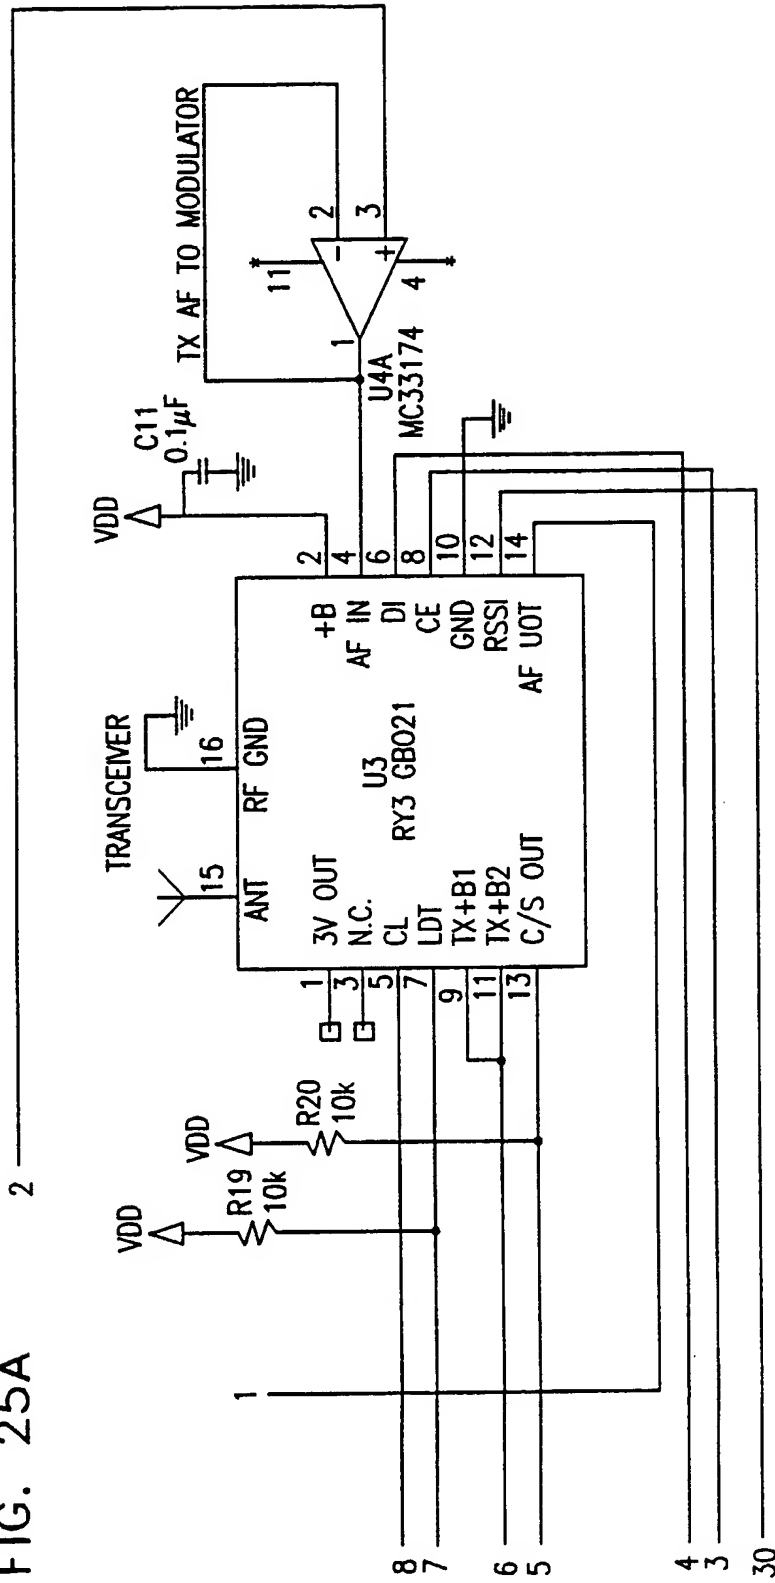 FIG. 25A
2
1
8
7
6
5
4
3
30
VDD
R19
10k
VDD
R20
10k
TRANSCEIVER
15
16
ANT
RF GND
1
3
5
7
9
11
13
3V OUT
N.C.
CL
LDT
TX+B1
TX+B2
C/S OUT
U3
RY3 GB021
+B
AF IN
DI
CE
GND
RSSI
AF UOT
2
4
6
8
10
12
14
VDD
C11
0.1μF
TX AF TO MODULATOR
1
U4A
MC33174
11
4
2
3
-
+